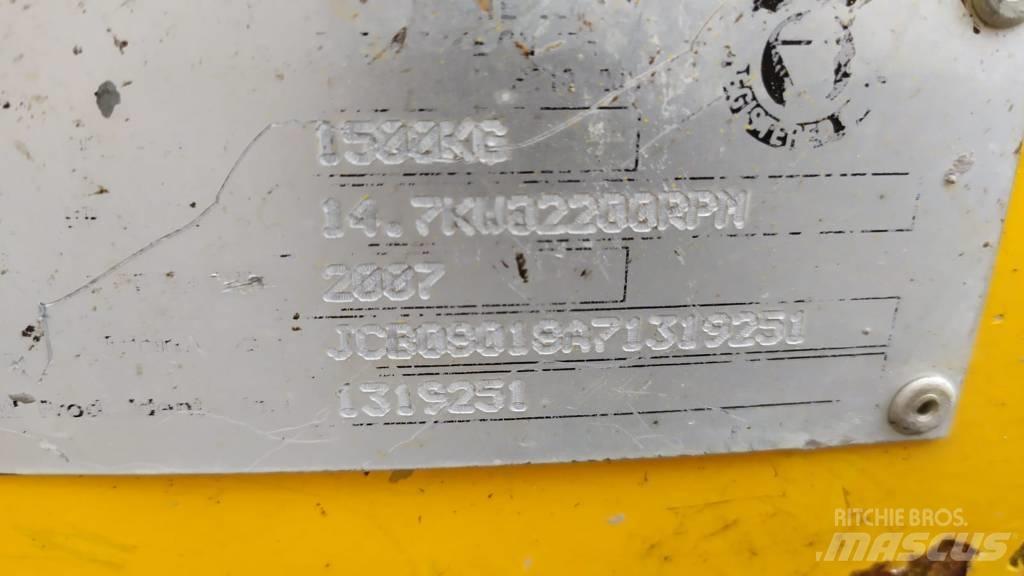 1500KG
14.7KW@2200RPM
2007
JCB08018A71319251
1319251
RITCHIE BROS.
MASCUS